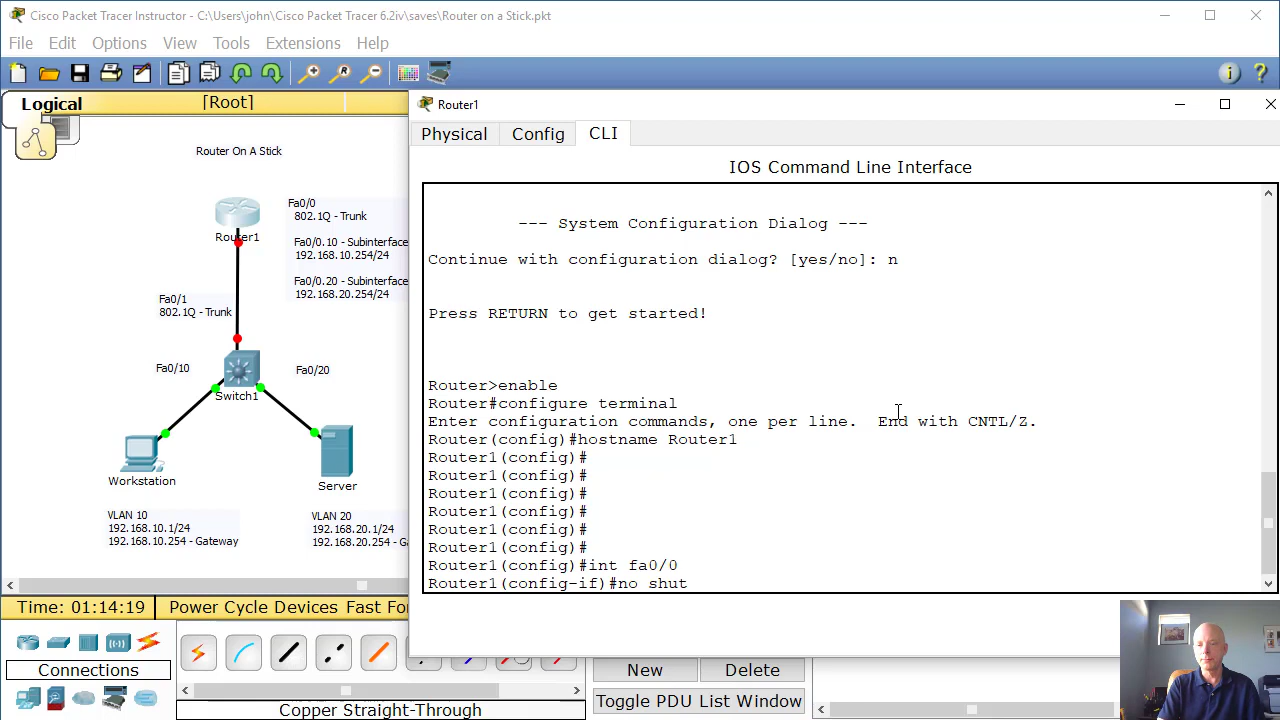 Cisco Packet Tracer Instructor - C:\Users\john\Cisco Packet Tracer 6.2iv\saves\Router on a Stick.pkt
File Edit Options View Tools Extensions Help
Logical
[Root]
Router On A Stick
Router1
Fa0/0
802.1Q - Trunk
Fa0/0.10 - Subinterface
192.168.10.254/24
Fa0/0.20 - Subinterface
192.168.20.254/24
Fa0/1
802.1Q - Trunk
Fa0/10
Fa0/20
Switch1
Workstation
Server
VLAN 10
192.168.10.1/24
192.168.10.254 - Gateway
VLAN 20
192.168.20.1/24
192.168.20.254 - G
Router1
Physical Config CLI
IOS Command Line Interface
--- System Configuration Dialog ---
Continue with configuration dialog? [yes/no]: n
Press RETURN to get started!
Router>enable
Router#configure terminal
Enter configuration commands, one per line.  End with CNTL/Z.
Router(config)#hostname Router1
Router1(config)#
Router1(config)#
Router1(config)#
Router1(config)#
Router1(config)#
Router1(config)#
Router1(config)#int fa0/0
Router1(config-if)#no shut
Time: 01:14:19 Power Cycle Devices Fast Fo
Connections
Copper Straight-Through
New Delete
Toggle PDU List Window